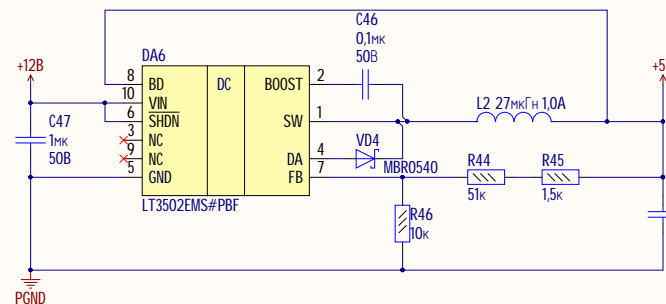 C46
0,1мк
50В
+12В
DA6
+5
8 BD DC BOOST 2
10 VIN
6 SHDN SW 1
L2 27мкГн 1,0А
C47
1мк
50В
3 NC
9 NC DA 4
VD4
MBR0540
5 GND FB 7
R44
51к
R45
1,5к
LT3502EMS#PBF
R46
10к
PGND